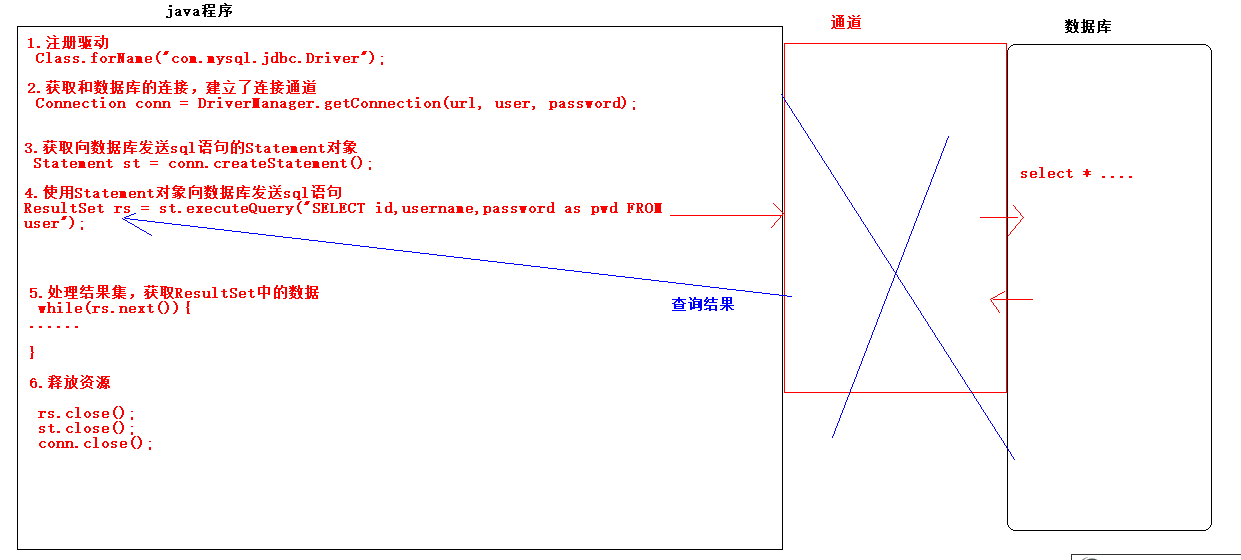 java程序
通道
数据库
1.注册驱动
Class.forName("com.mysql.jdbc.Driver");
2.获取和数据库的连接，建立了连接通道
Connection conn = DriverManager.getConnection(url, user, password);
3.获取向数据库发送sql语句的Statement对象
Statement st = conn.createStatement();
select * ....
4.使用Statement对象向数据库发送sql语句
ResultSet rs = st.executeQuery("SELECT id,username,password as pwd FROM
user");
5.处理结果集，获取ResultSet中的数据
while(rs.next()){
......
查询结果
}
6.释放资源
rs.close();
st.close();
conn.close();